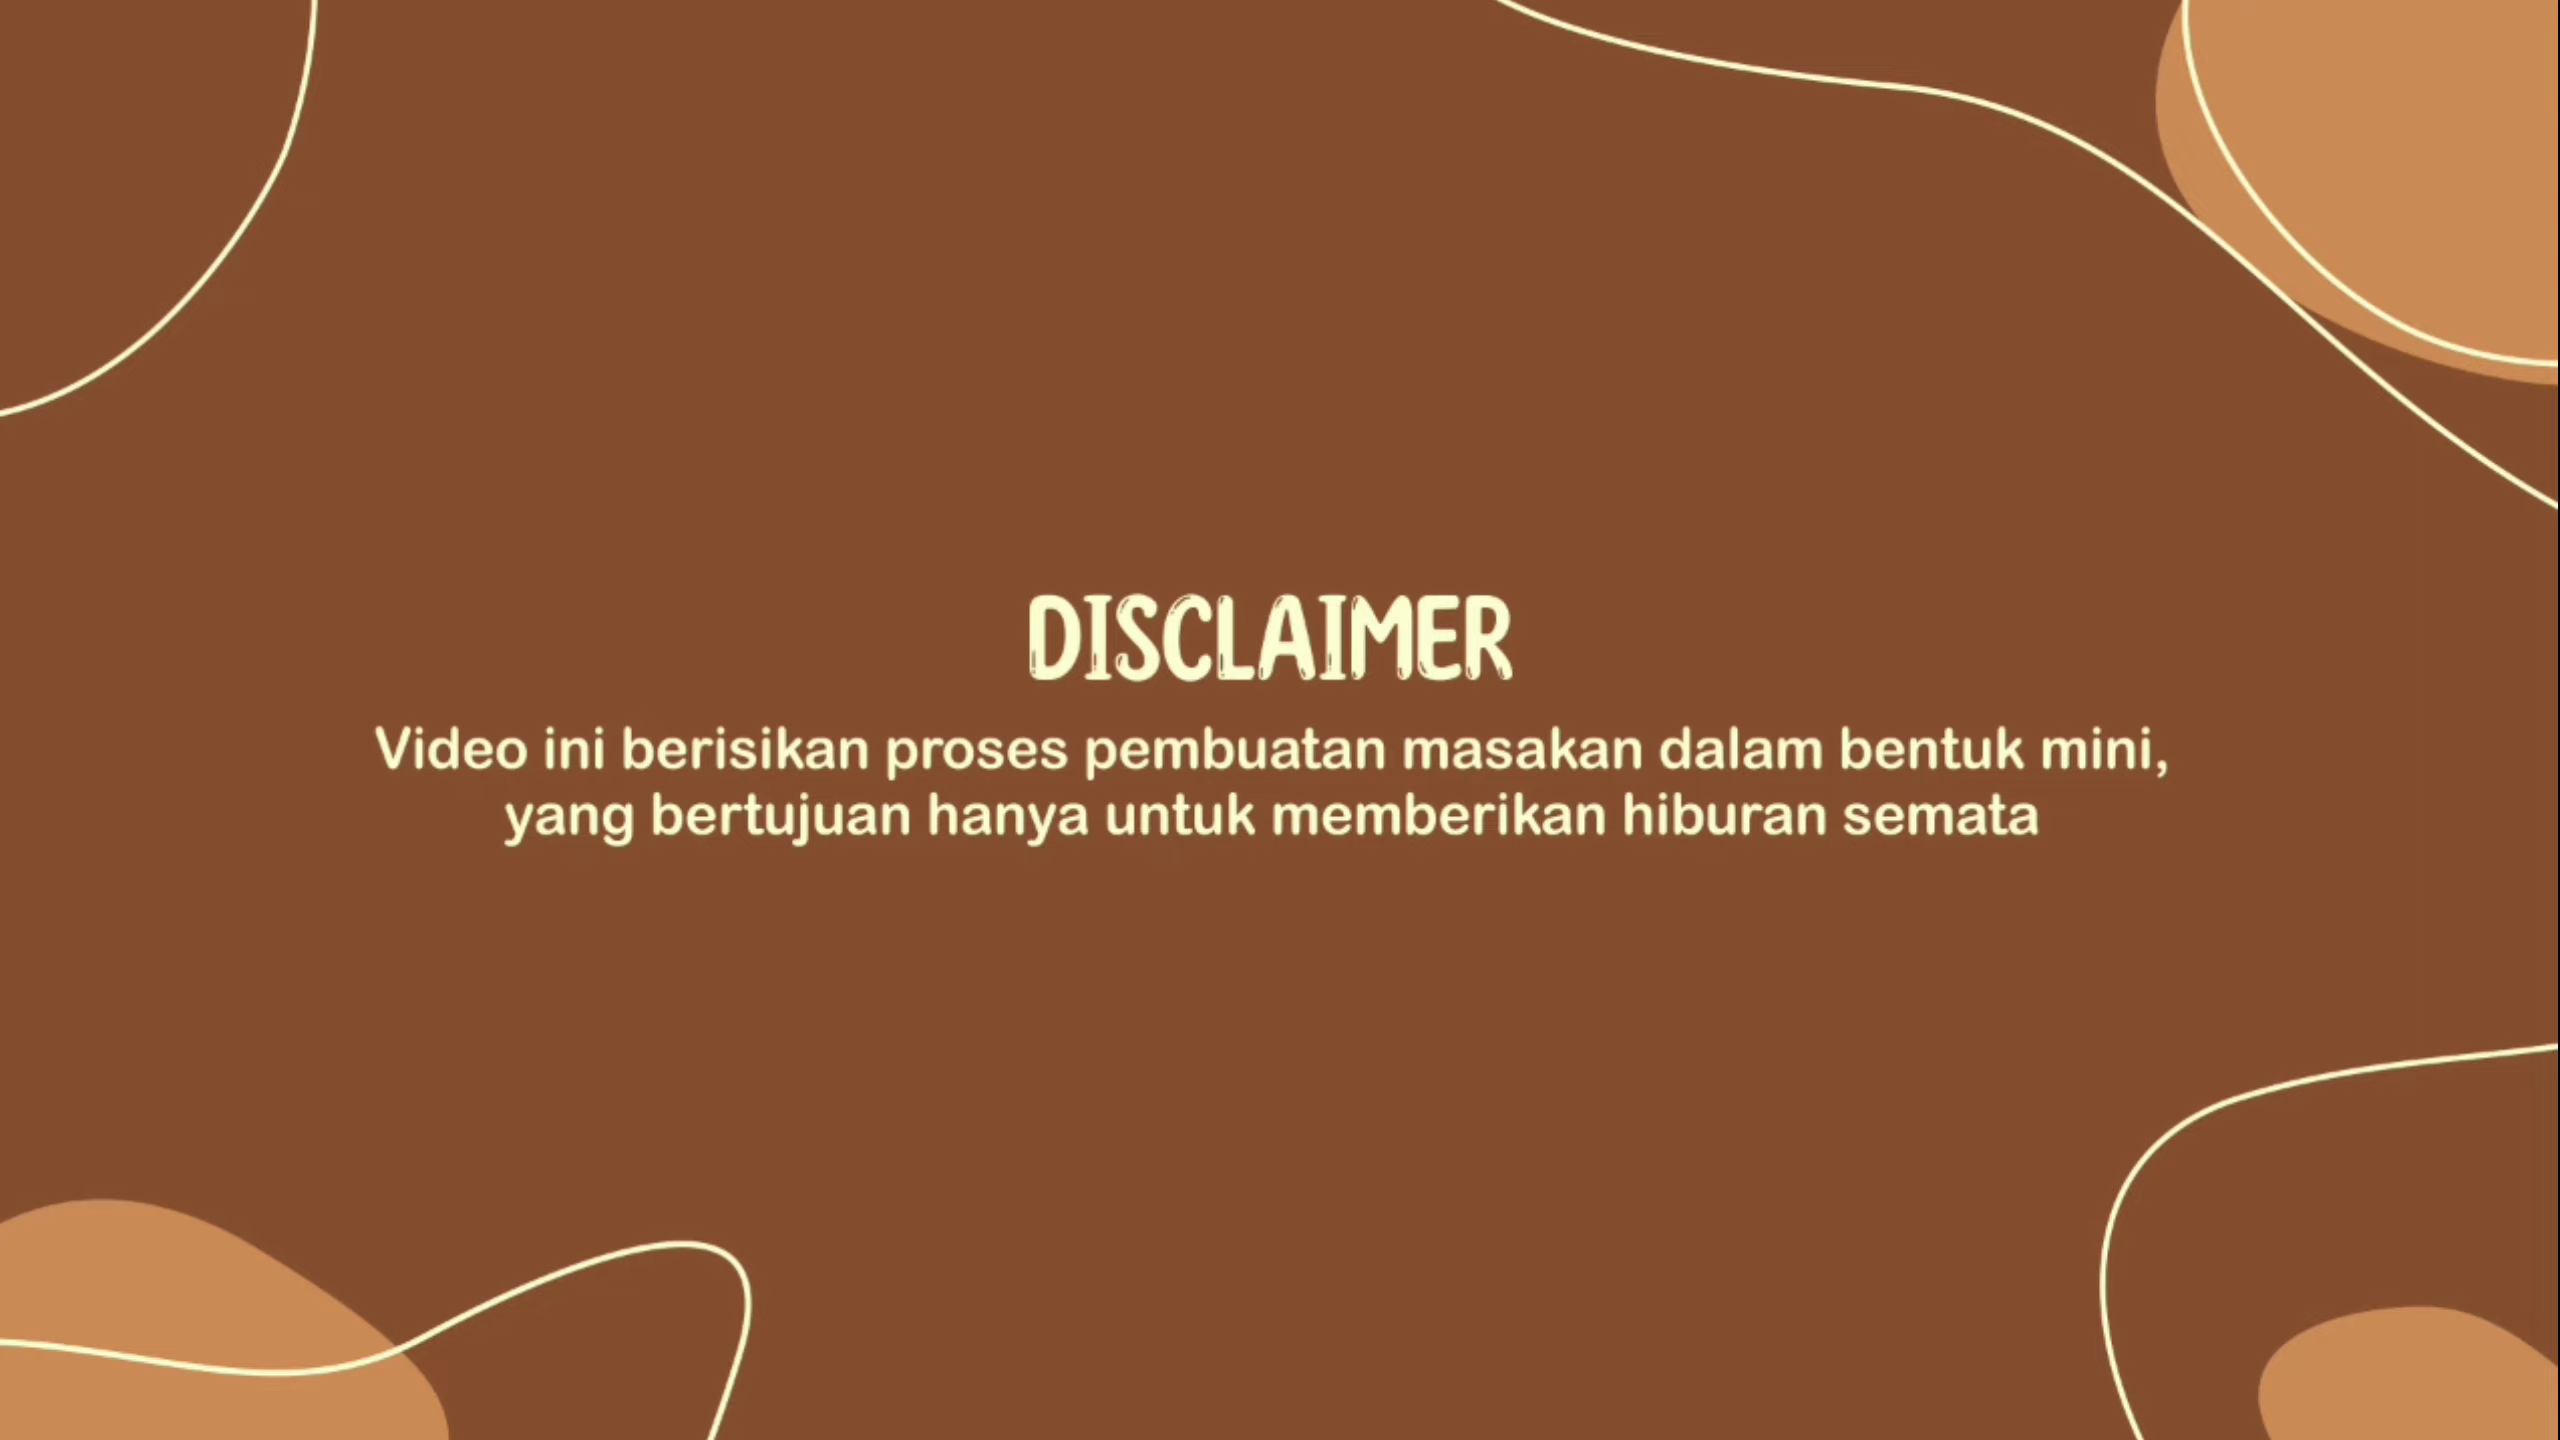 DISCLAIMER
Video ini berisikan proses pembuatan masakan dalam bentuk mini,
yang bertujuan hanya untuk memberikan hiburan semata